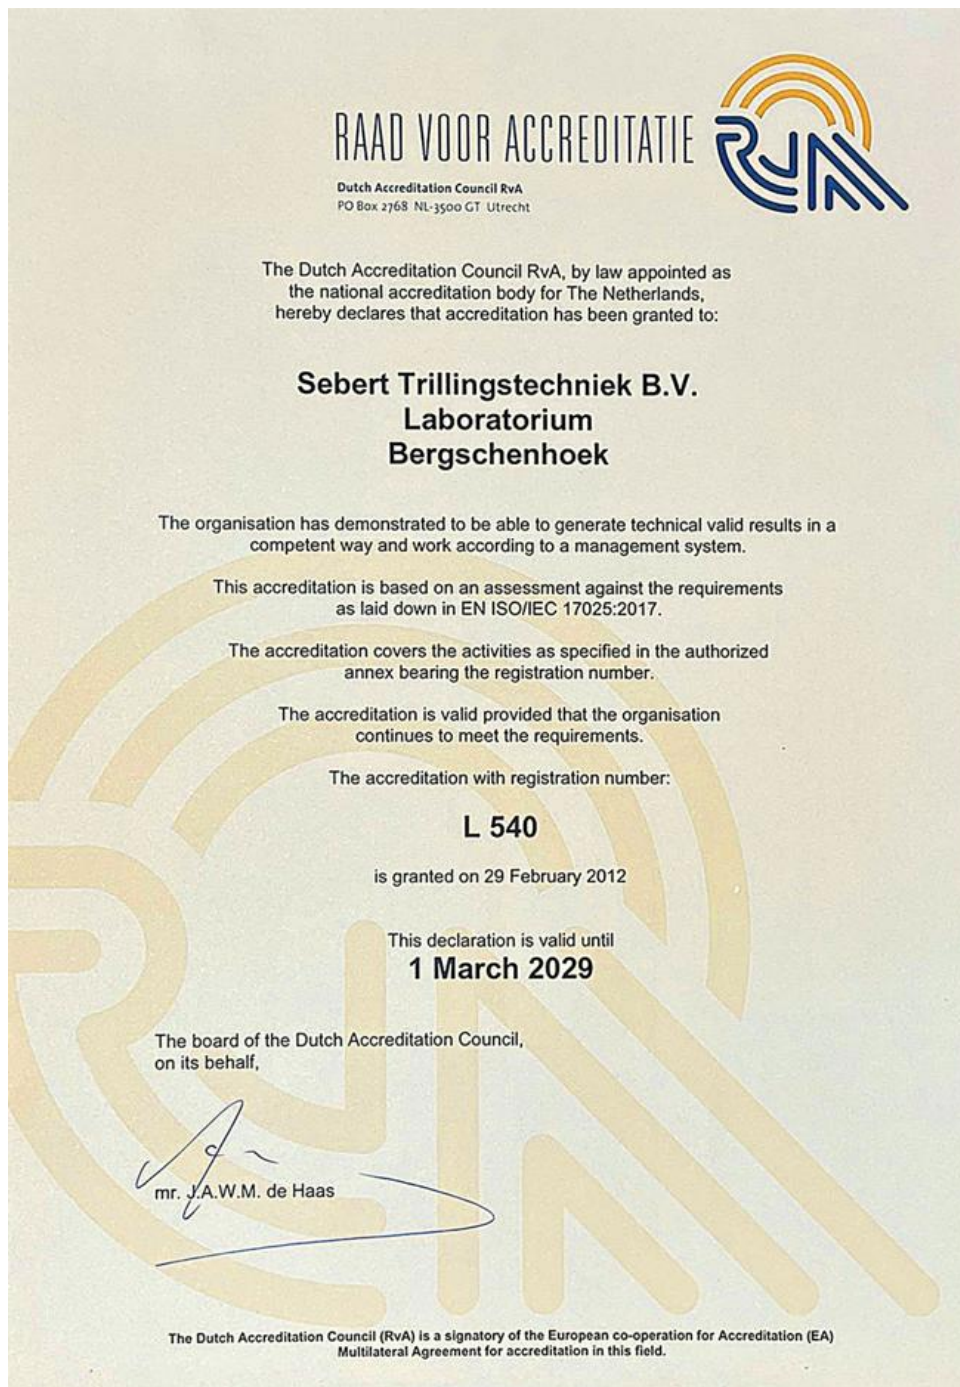 RAAD VOOR ACCREDITATIE
RvA
Dutch Accreditation Council RvA
PO Box 2768 NL-3500 GT Utrecht
The Dutch Accreditation Council RvA, by law appointed as
the national accreditation body for The Netherlands,
hereby declares that accreditation has been granted to:
Sebert Trillingstechniek B.V.
Laboratorium
Bergschenhoek
The organisation has demonstrated to be able to generate technical valid results in a
competent way and work according to a management system.
This accreditation is based on an assessment against the requirements
as laid down in EN ISO/IEC 17025:2017.
The accreditation covers the activities as specified in the authorized
annex bearing the registration number.
The accreditation is valid provided that the organisation
continues to meet the requirements.
The accreditation with registration number:
L 540
is granted on 29 February 2012
This declaration is valid until
1 March 2029
The board of the Dutch Accreditation Council,
on its behalf,
mr. J.A.W.M. de Haas
The Dutch Accreditation Council (RvA) is a signatory of the European co-operation for Accreditation (EA)
Multilateral Agreement for accreditation in this field.